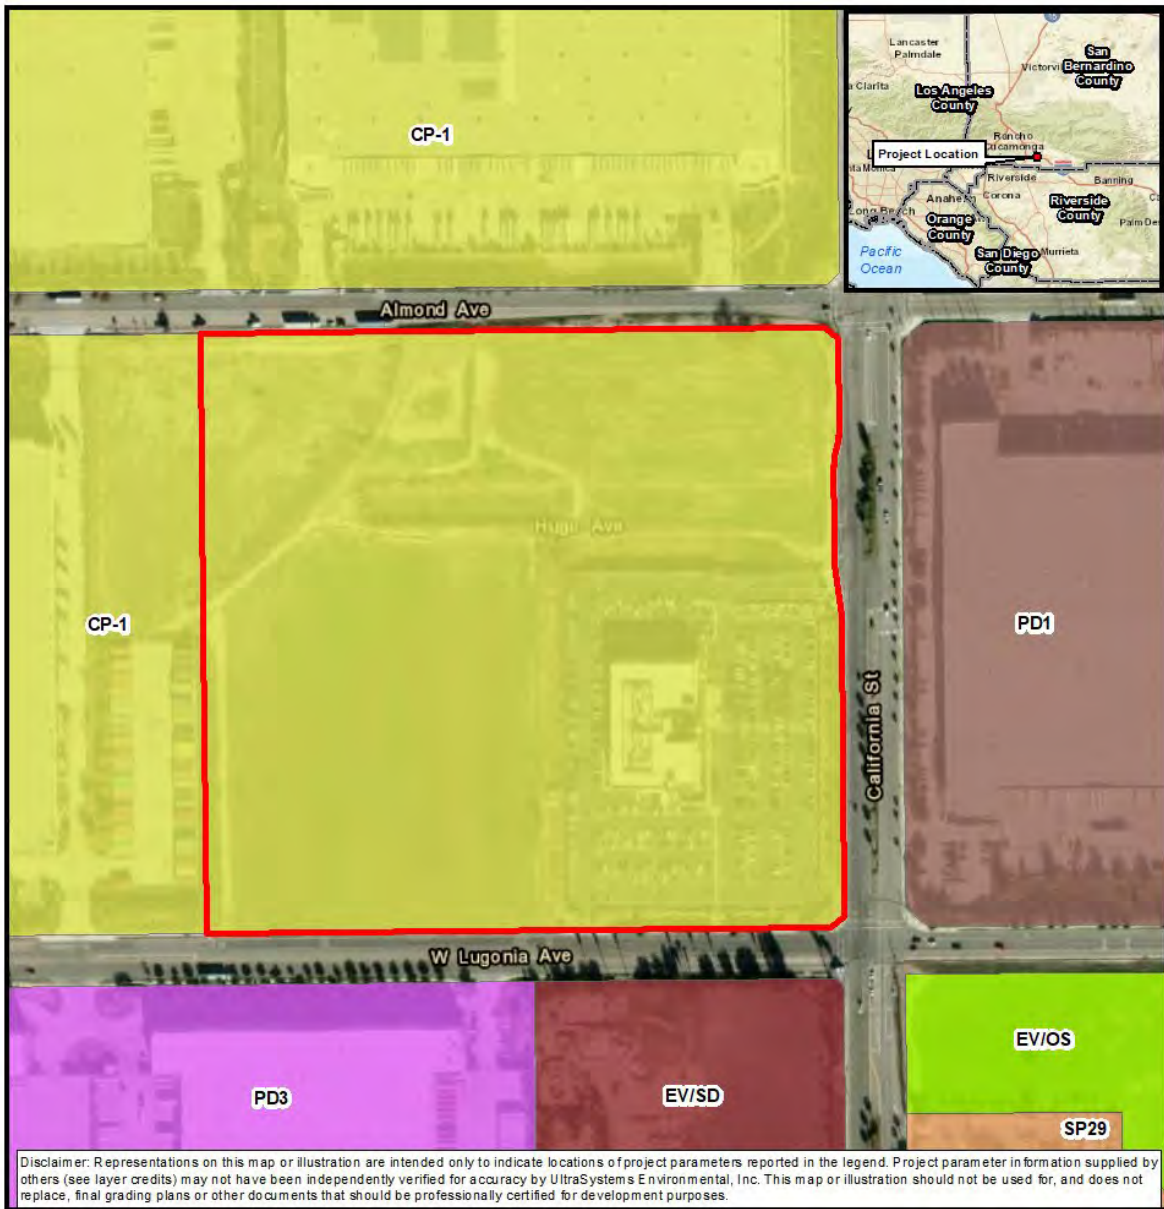 CP-1
Lancaster
Palmdale
Victorvil
San
Bernardino
County
a Clarita
Los Angeles
County
Rancho
ucamonga
Project Location
L
nta Monica
Riverside
Banning
Anaheim
Corona
Riverside
County
Long Beach
Orange
County
Palm Des
Pacific
Ocean
San Diego
County
Murrieta
15
Almond Ave
Hugo Ave
CP-1
PD1
California St
W Lugonia Ave
EV/OS
PD3
EV/SD
SP29
Disclaimer: Representations on this map or illustration are intended only to indicate locations of project parameters reported in the legend. Project parameter information supplied by
others (see layer credits) may not have been independently verified for accuracy by UltraSystems Environmental, Inc. This map or illustration should not be used for, and does not
replace, final grading plans or other documents that should be professionally certified for development purposes.